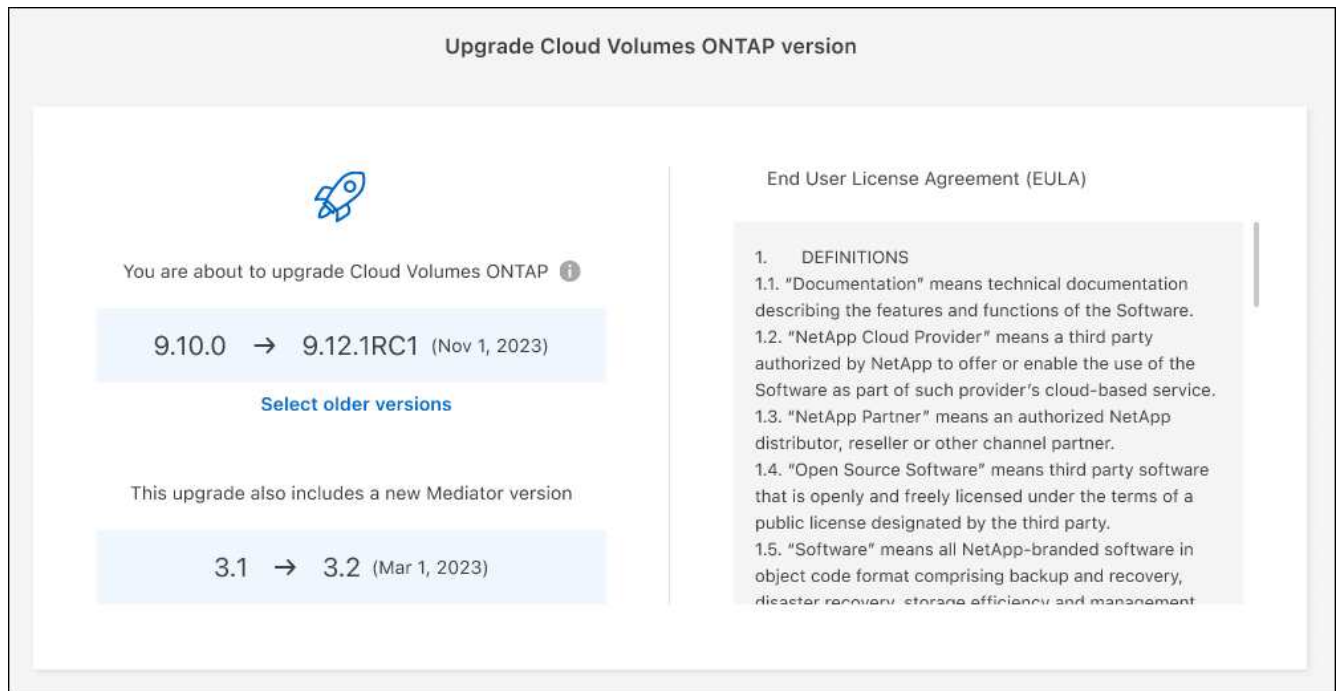 Upgrade Cloud Volumes ONTAP version
You are about to upgrade Cloud Volumes ONTAP
9.10.0 → 9.12.1RC1 (Nov 1, 2023)
Select older versions
This upgrade also includes a new Mediator version
3.1 → 3.2 (Mar 1, 2023)
End User License Agreement (EULA)
1. DEFINITIONS
1.1. “Documentation” means technical documentation
describing the features and functions of the Software.
1.2. “NetApp Cloud Provider” means a third party
authorized by NetApp to offer or enable the use of the
Software as part of such provider’s cloud-based service.
1.3. “NetApp Partner” means an authorized NetApp
distributor, reseller or other channel partner.
1.4. “Open Source Software” means third party software
that is openly and freely licensed under the terms of a
public license designated by the third party.
1.5. “Software” means all NetApp-branded software in
object code format comprising backup and recovery,
disaster recovery, storage efficiency and management